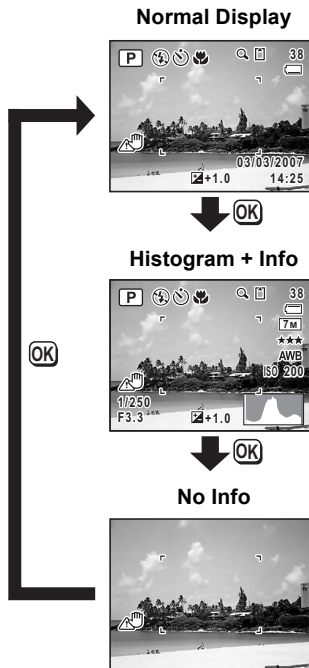 Normal Display
P 38
+1.0 03/03/2007
14:25
OK
Histogram + Info
P 38
7M
★★★
AWB
ISO 200
1/250
F3.3 +1.0
OK
OK
No Info